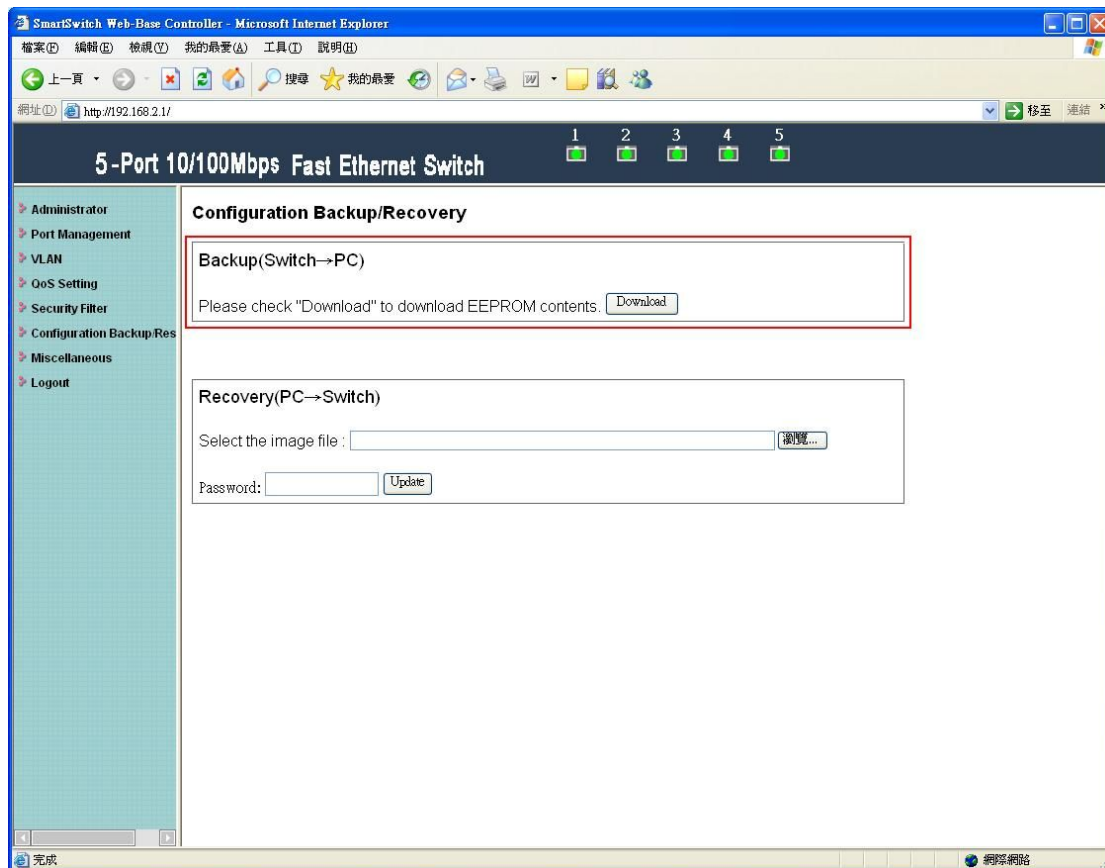 SmartSwitch Web-Base Controller - Microsoft Internet Explorer
檔案(F) 編輯(E) 檢視(V) 我的最愛(A) 工具(T) 說明(H)
上一頁 搜尋 我的最愛
網址(D) http://192.168.2.1/ 移至 連結 »
1 2 3 4 5
5-Port 10/100Mbps Fast Ethernet Switch
Administrator
Port Management
VLAN
QoS Setting
Security Filter
Configuration Backup/Res
Miscellaneous
Logout
Configuration Backup/Recovery
Backup(Switch→PC)
Please check "Download" to download EEPROM contents. Download
Recovery(PC→Switch)
Select the image file : 瀏覽...
Password: Update
完成 網際網路